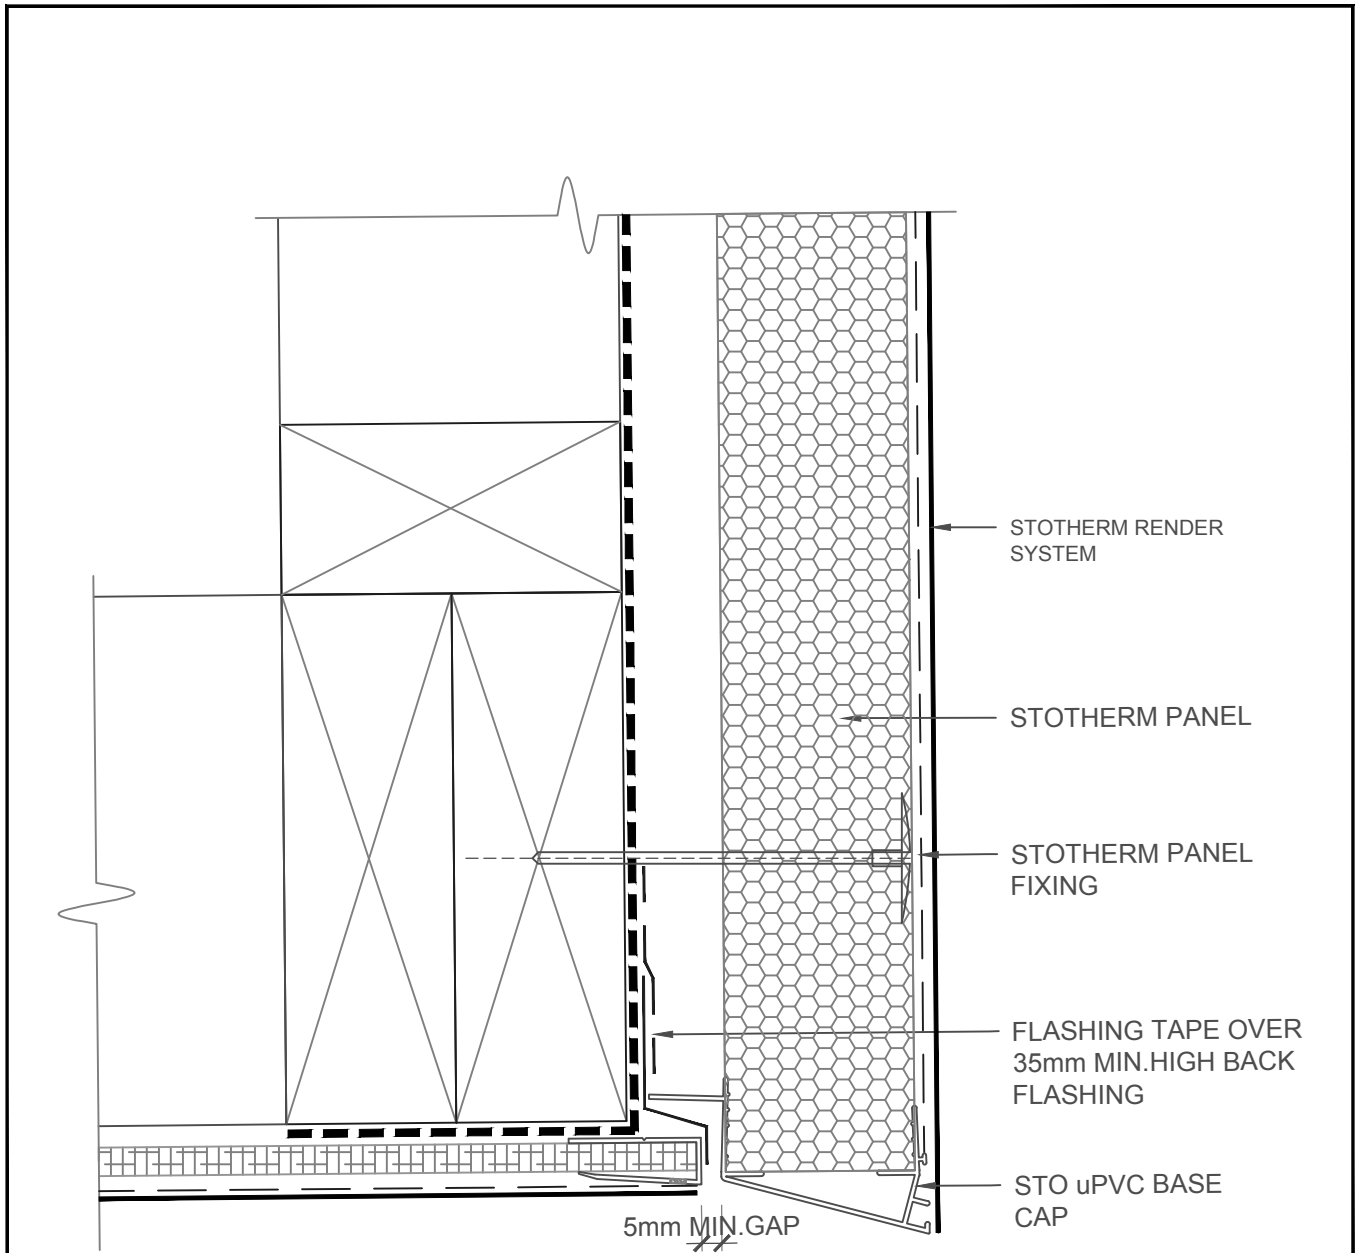 STOTHERM RENDER
SYSTEM
STOTHERM PANEL
STOTHERM PANEL
FIXING
FLASHING TAPE OVER
35mm MIN.HIGH BACK
FLASHING
STO uPVC BASE
CAP
5mm MIN.GAP